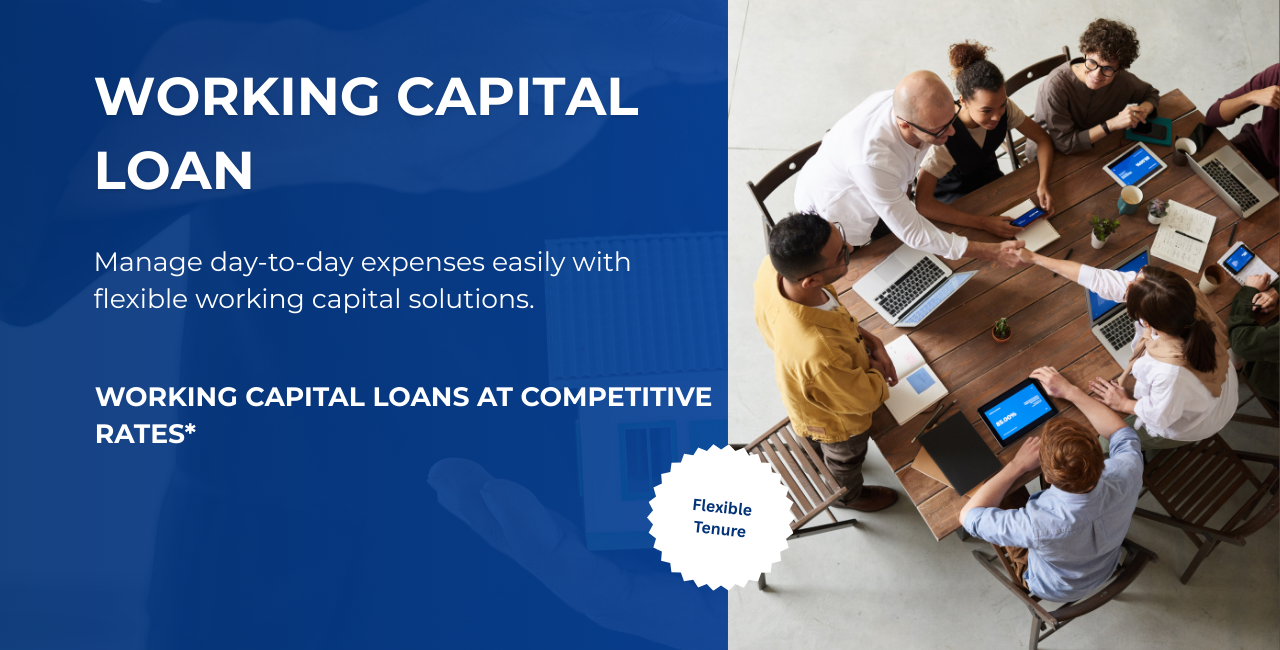 WORKING CAPITAL
LOAN
Manage day-to-day expenses easily with
flexible working capital solutions.
WORKING CAPITAL LOANS AT COMPETITIVE
RATES*
Flexible
Tenure